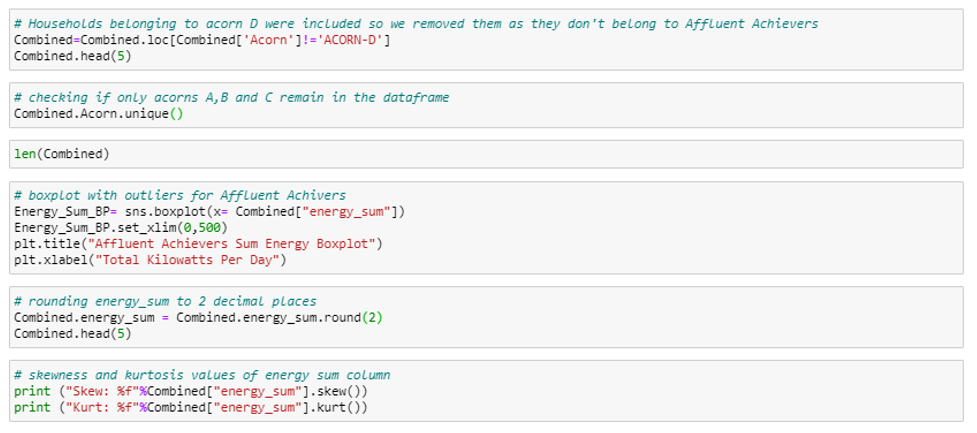 # Households belonging to acorn D were included so we removed them as they don't belong to Affluent Achievers
Combined=Combined.loc[Combined['Acorn']!='ACORN-D']
Combined.head(5)
# checking if only acorns A,B and C remain in the dataframe
Combined.Acorn.unique()
len(Combined)
# boxplot with outliers for Affluent Achivers
Energy_Sum_BP= sns.boxplot(x= Combined["energy_sum"])
Energy_Sum_BP.set_xlim(0,500)
plt.title("Affluent Achievers Sum Energy Boxplot")
plt.xlabel("Total Kilowatts Per Day")
# rounding energy_sum to 2 decimal places
Combined.energy_sum = Combined.energy_sum.round(2)
Combined.head(5)
# skewness and kurtosis values of energy sum column
print ("Skew: %f"%Combined["energy_sum"].skew())
print ("Kurt: %f"%Combined["energy_sum"].kurt())